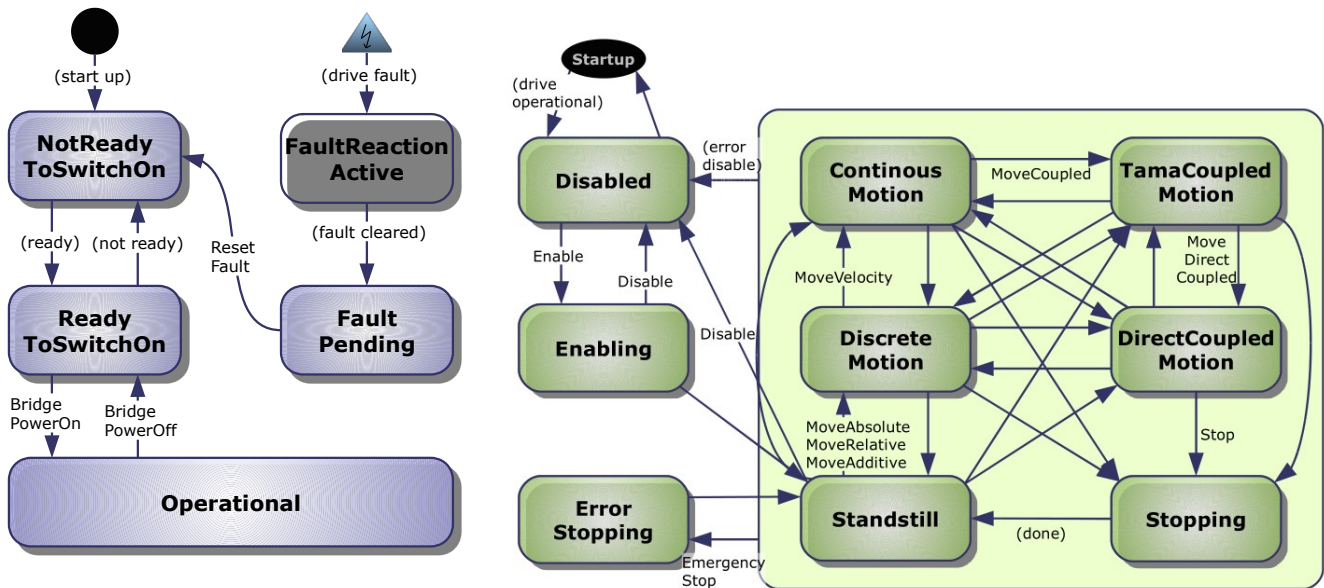 (start up)
(drive fault)
NotReady
ToSwitchOn
FaultReaction
Active
(ready)
(not ready)
Reset
Fault
(fault cleared)
Ready
ToSwitchOn
Fault
Pending
Bridge
PowerOn
Bridge
PowerOff
Operational
Startup
(drive
operational)
Disabled
(error
disable)
Enable
Disable
Enabling
Disable
Error
Stopping
Emergency
Stop
Continous
Motion
MoveCoupled
TamaCoupled
Motion
MoveVelocity
Move
Direct
Coupled
Discrete
Motion
DirectCoupled
Motion
MoveAbsolute
MoveRelative
MoveAdditive
Stop
Standstill
(done)
Stopping